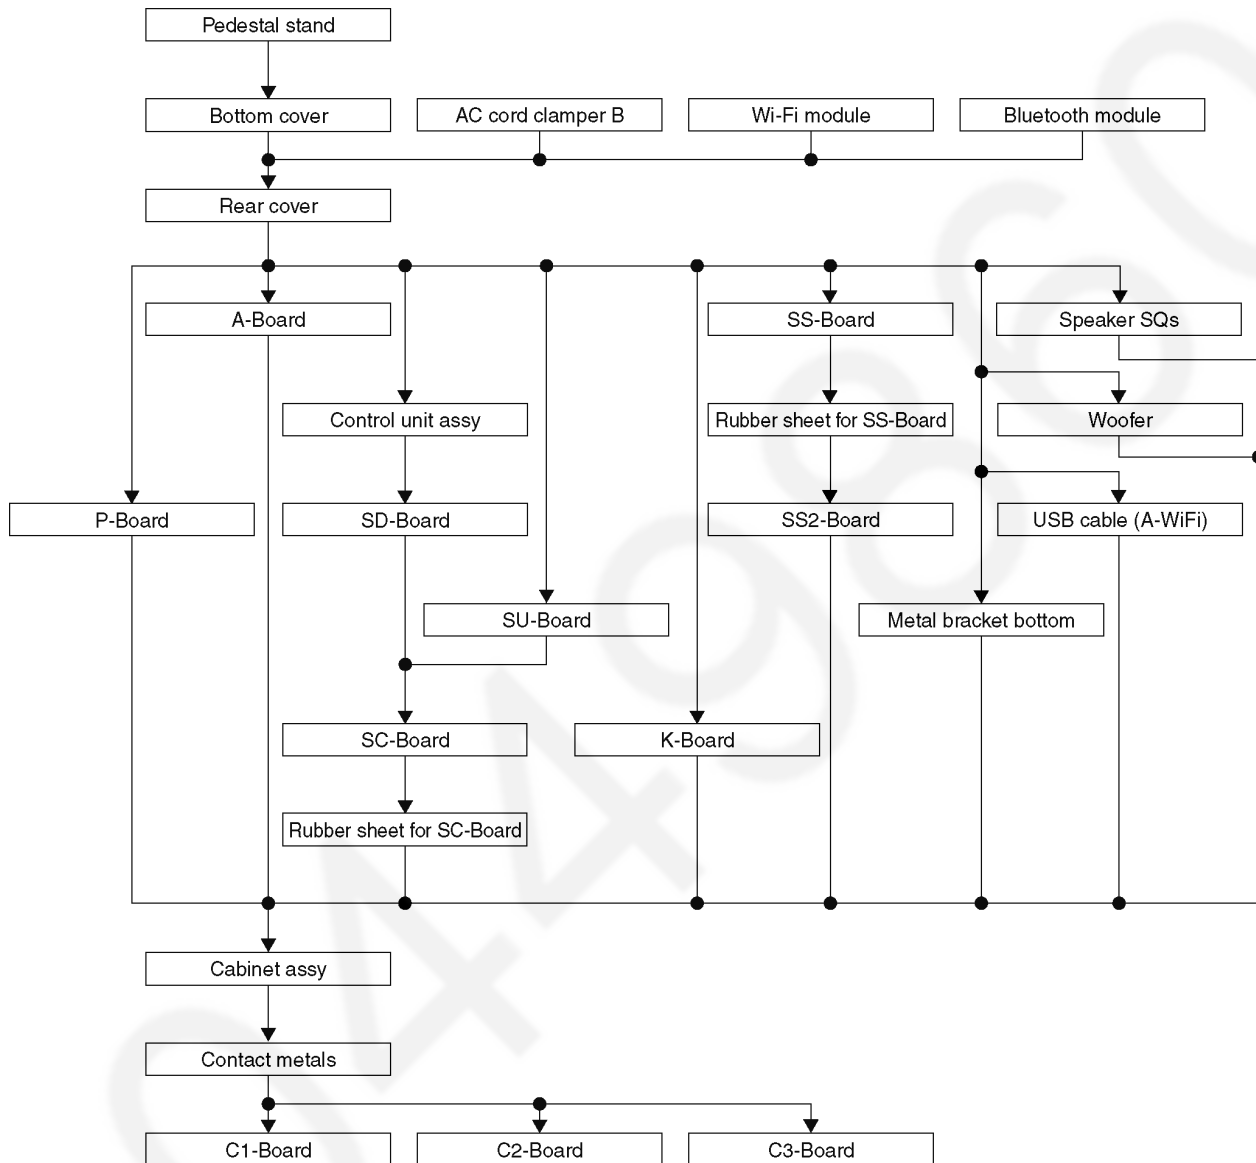 Pedestal stand
Bottom cover
AC cord clamper B
Wi-Fi module
Bluetooth module
Rear cover
A-Board
SS-Board
Speaker SQs
Control unit assy
Rubber sheet for SS-Board
Woofer
P-Board
SD-Board
SS2-Board
USB cable (A-WiFi)
SU-Board
Metal bracket bottom
SC-Board
K-Board
Rubber sheet for SC-Board
Cabinet assy
Contact metals
C1-Board
C2-Board
C3-Board